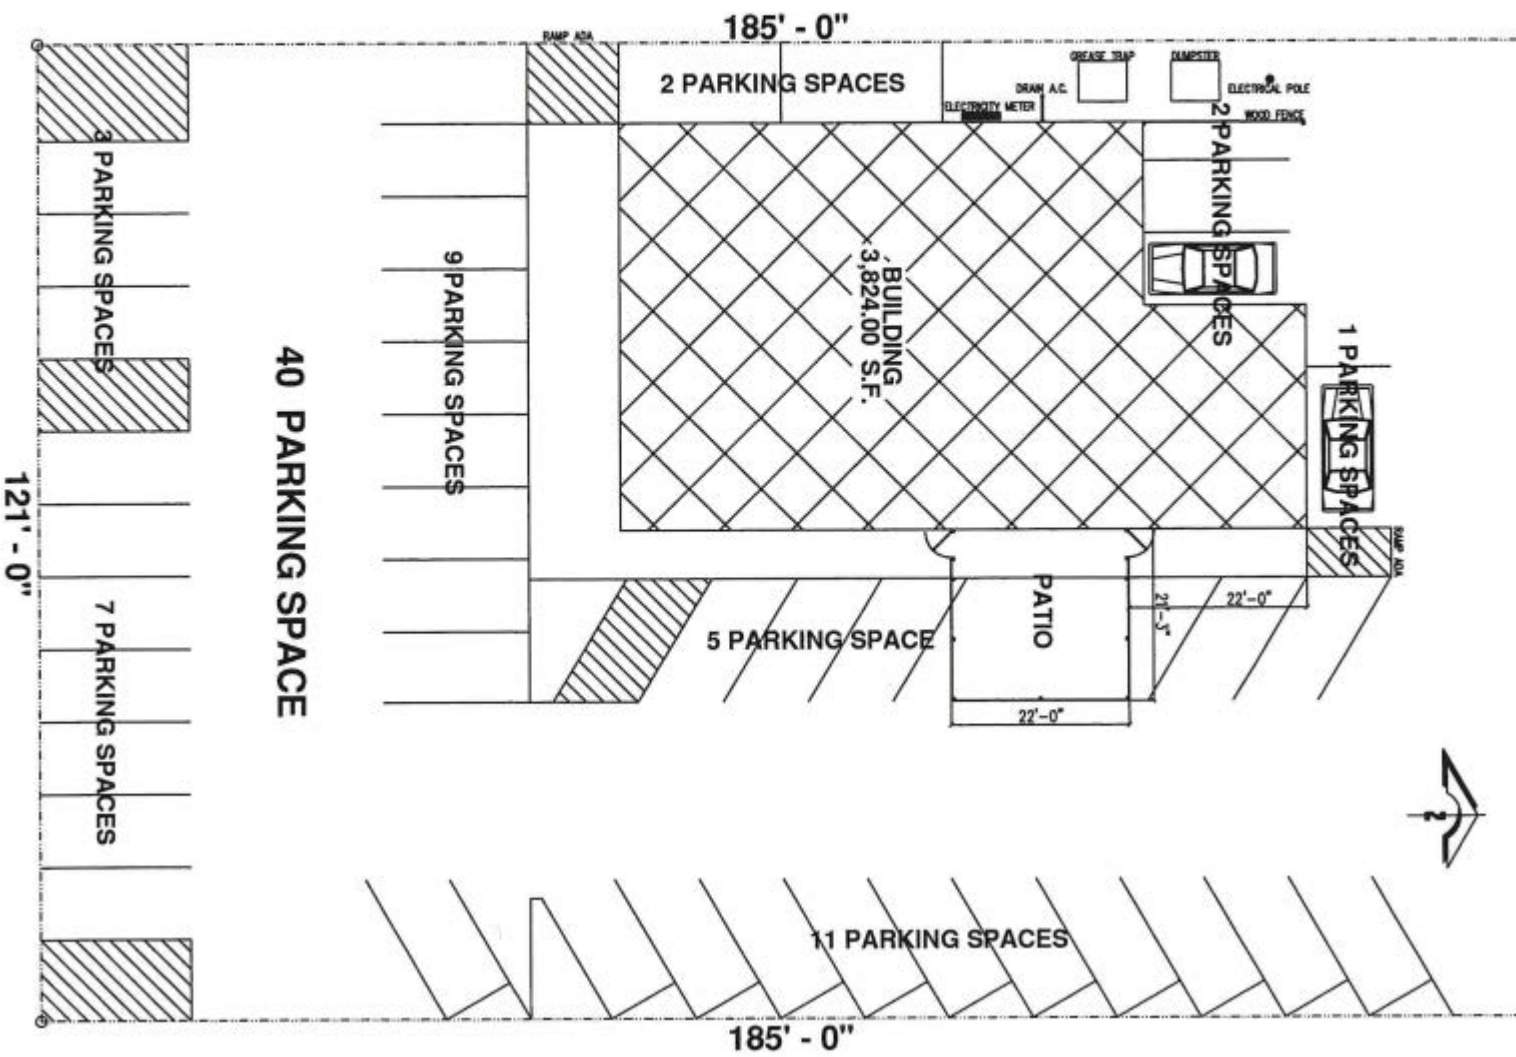 185' - 0"
RAMP ADA
2 PARKING SPACES
GREASE TRAP
DUMPSTER
DRAIN A.C.
ELECTRICAL POLE
ELECTRICITY METER
WOOD FENCE
2 PARKING SPACES
3 PARKING SPACES
9 PARKING SPACES
BUILDING
3,824.00 S.F.
1 PARKING SPACES
40 PARKING SPACE
121' - 0"
RAMP ADA
PATIO
21'-3"
22'-0"
5 PARKING SPACE
7 PARKING SPACES
22'-0"
11 PARKING SPACES
185' - 0"